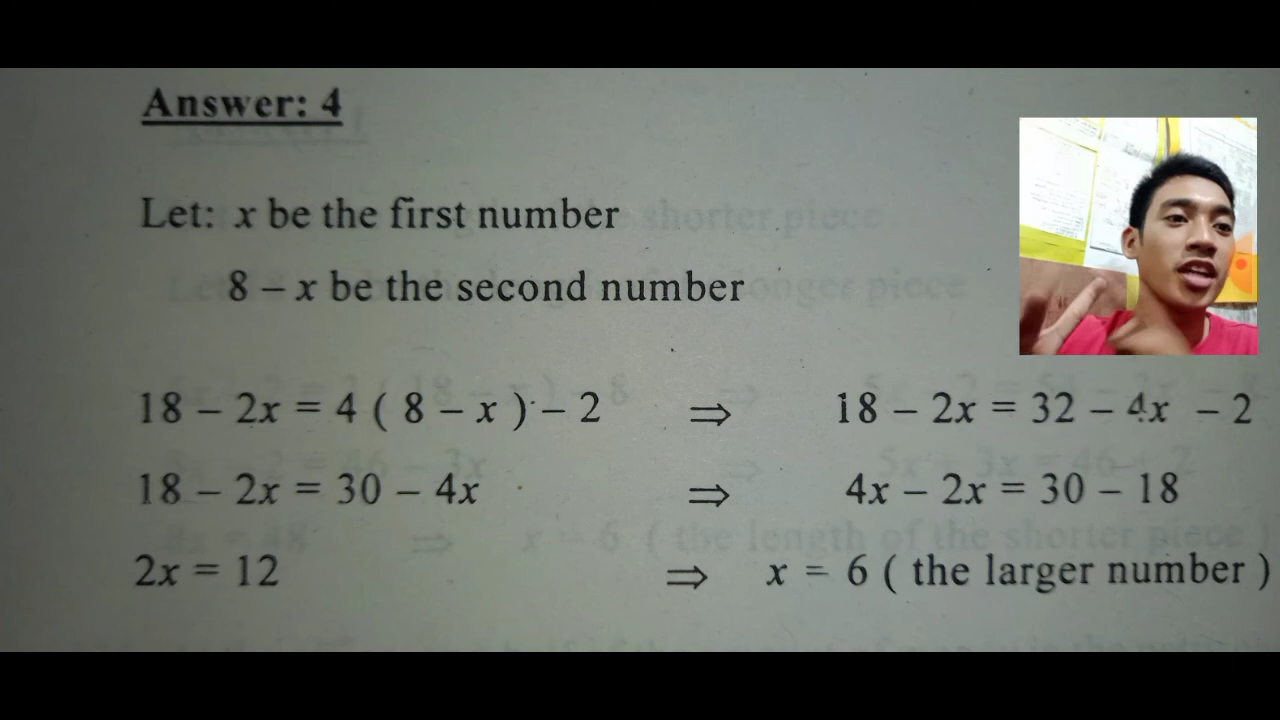 Answer: 4
Let: x be the first number
8 – x be the second number
18 – 2x = 4 ( 8 – x ) – 2 ⇒ 18 – 2x = 32 – 4x – 2
18 – 2x = 30 – 4x ⇒ 4x – 2x = 30 – 18
2x = 12 ⇒ x = 6 ( the larger number )